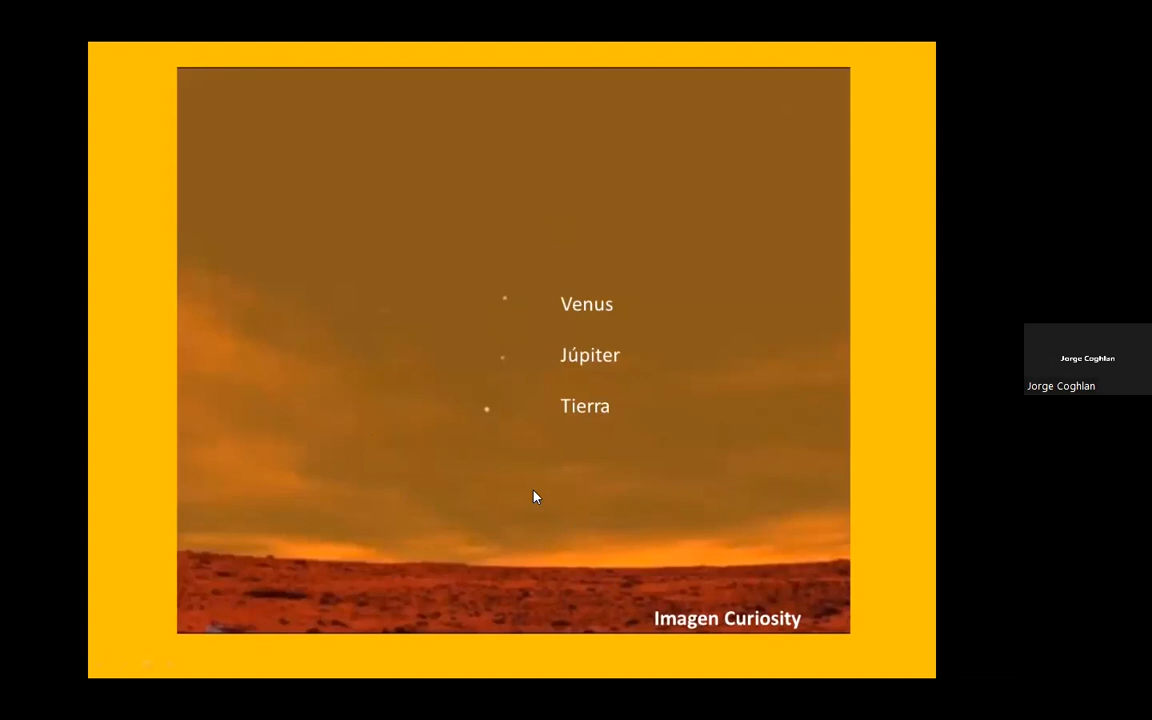 Venus
Júpiter
Tierra
Imagen Curiosity
Jorge Coghlan
Jorge Coghlan